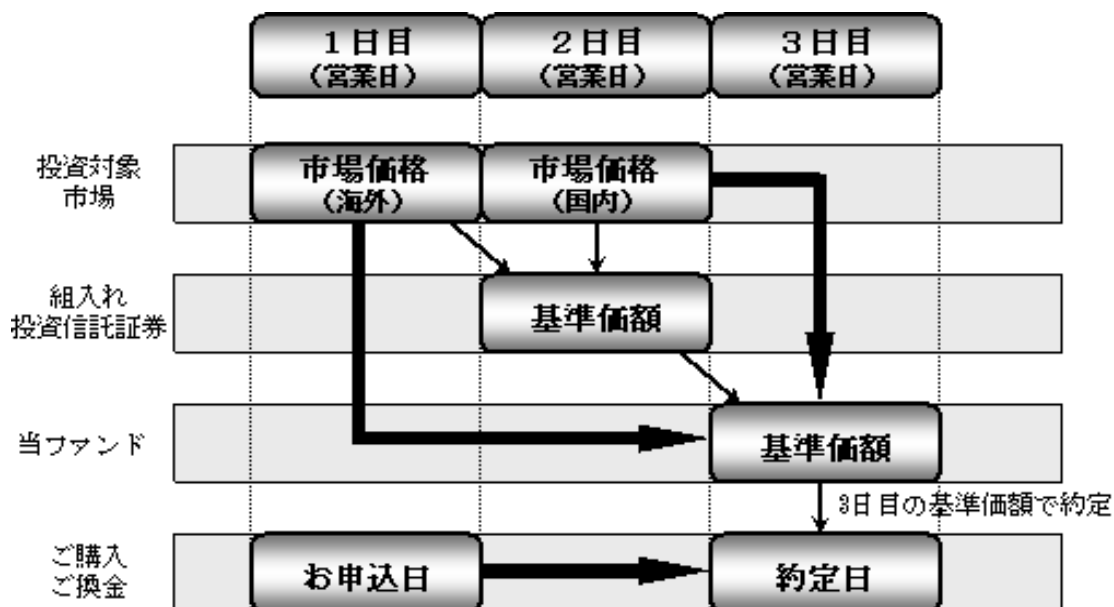 １日目
（営業日）
２日目
（営業日）
３日目
（営業日）
投資対象
市場
市場価格
（海外）
市場価格
（国内）
組入れ
投資信託証券
基準価額
当ファンド
基準価額
3日目の基準価額で約定
ご購入
ご換金
お申込日
約定日